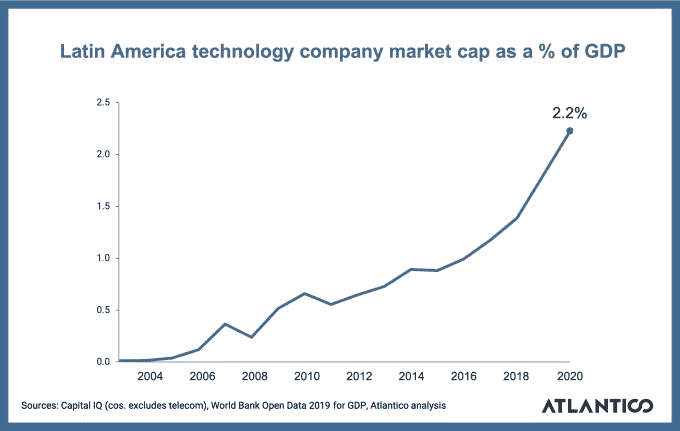 Latin America technology company market cap as a % of GDP
2.5
2.2%
2.0
1.5
1.0
0.5
0.0
2004 2006 2008 2010 2012 2014 2016 2018 2020
Sources: Capital IQ (cos. excludes telecom), World Bank Open Data 2019 for GDP, Atlantico analysis
ATLANTICO